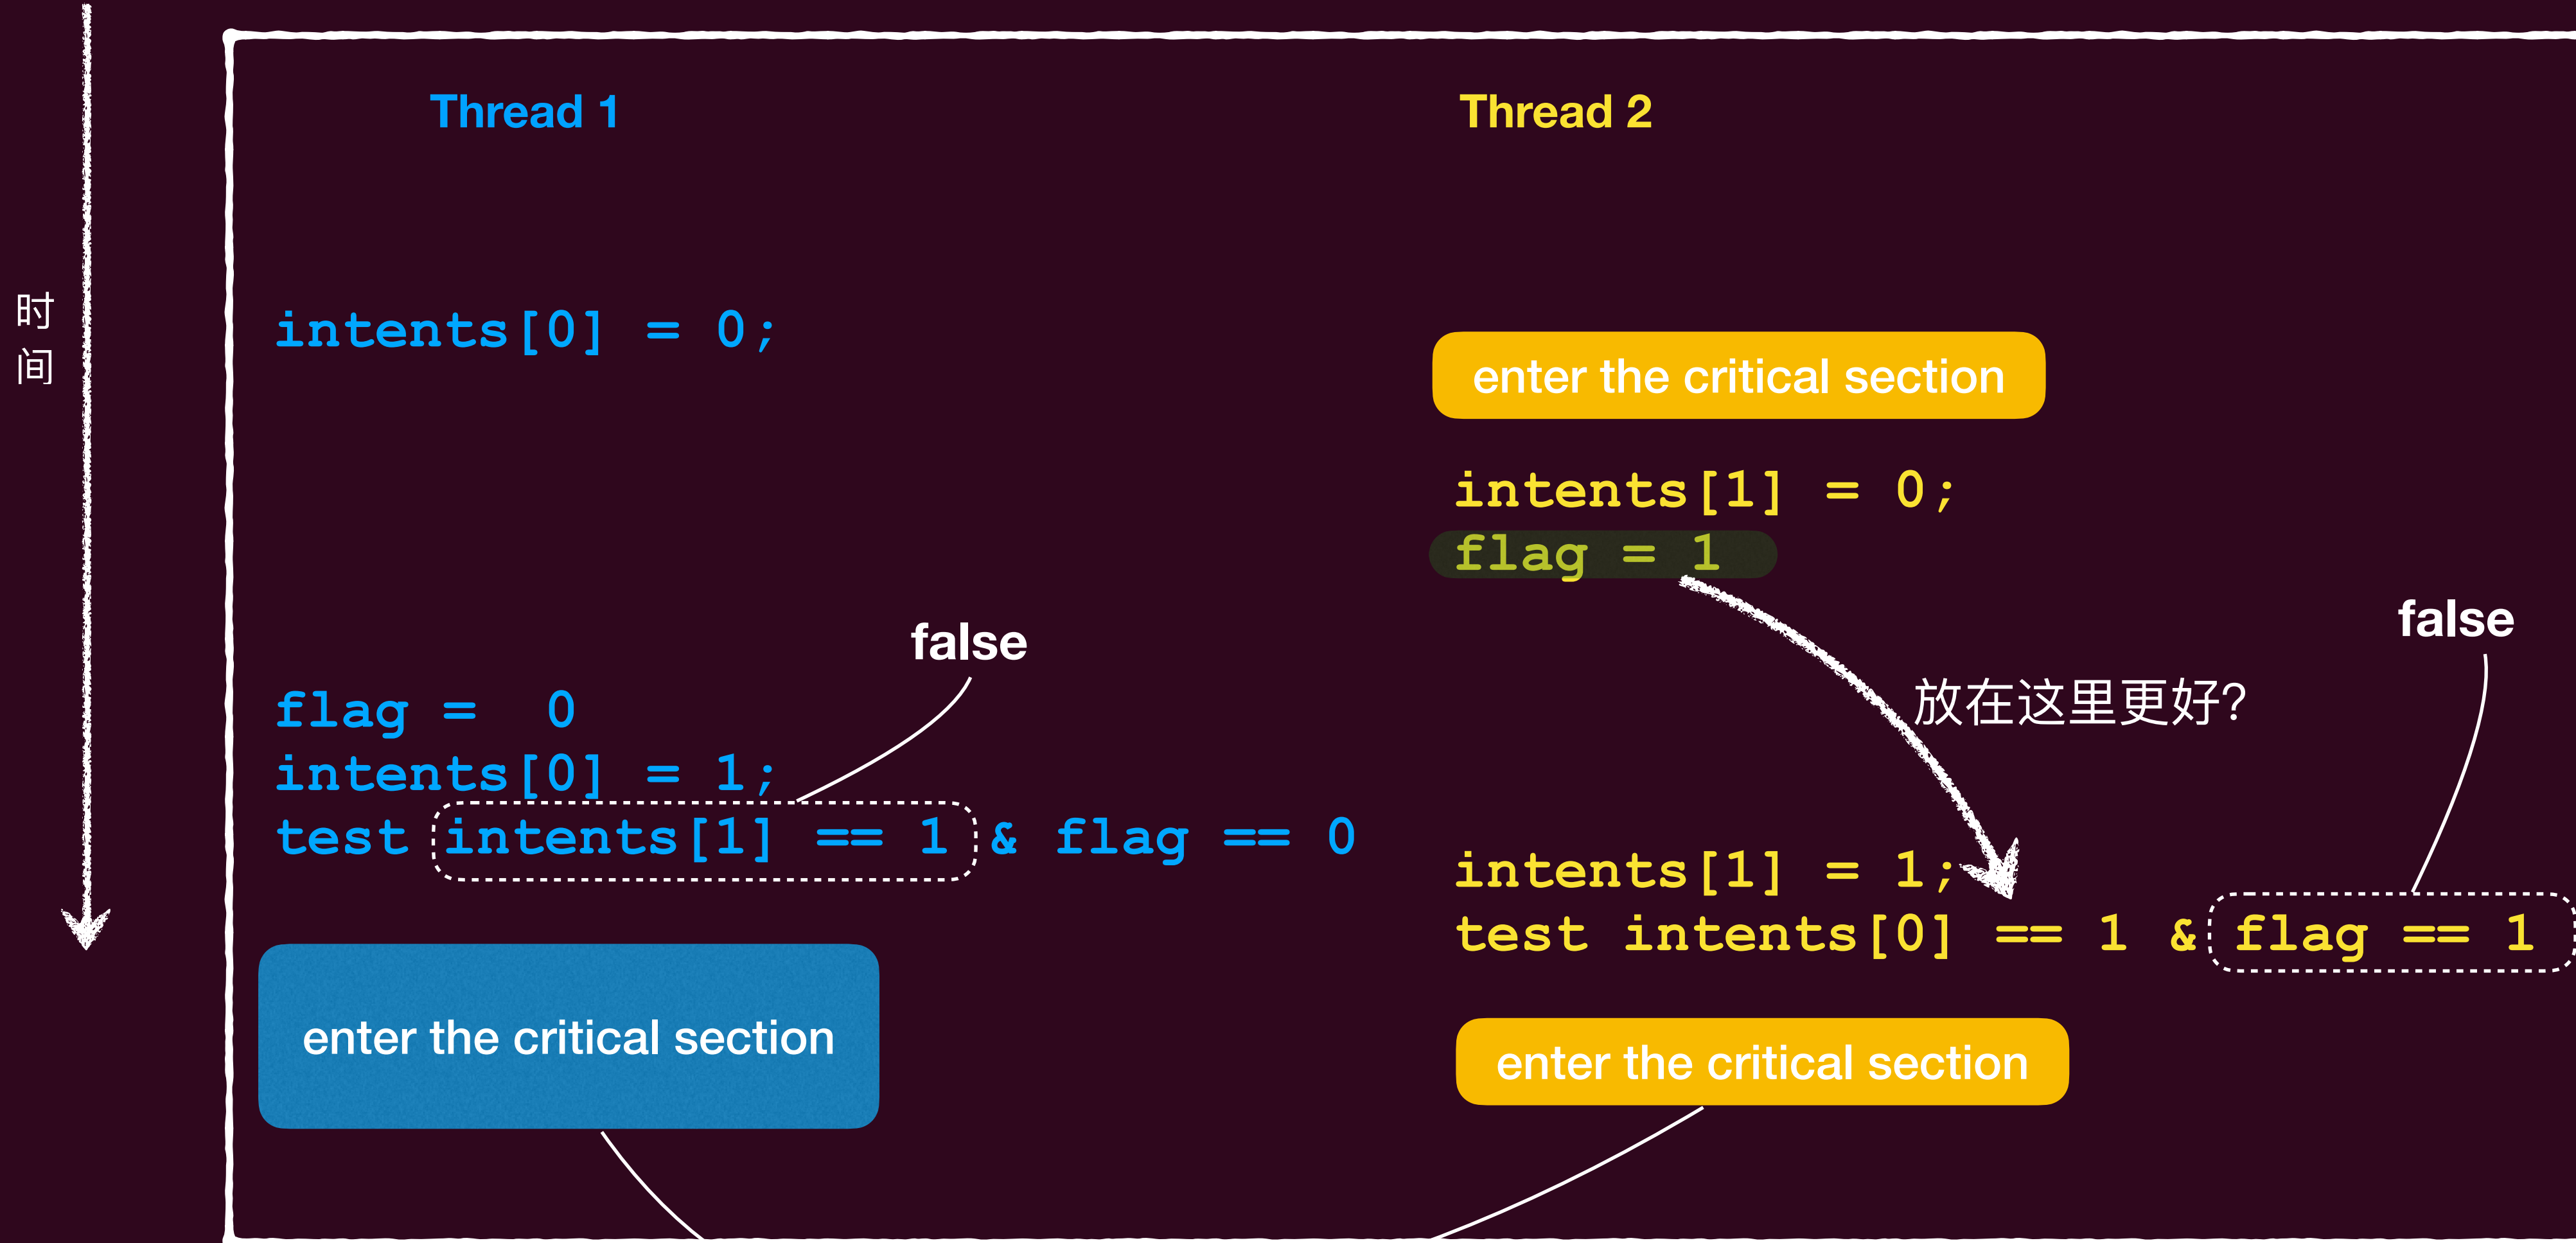 时
间
Thread 1
intents[0] = 0;
flag = 0
intents[0] = 1;
test intents[1] == 1 & flag == 0
false
enter the critical section
Thread 2
enter the critical section
intents[1] = 0;
flag = 1
放在这里更好?
intents[1] = 1;
test intents[0] == 1 & flag == 1
false
enter the critical section